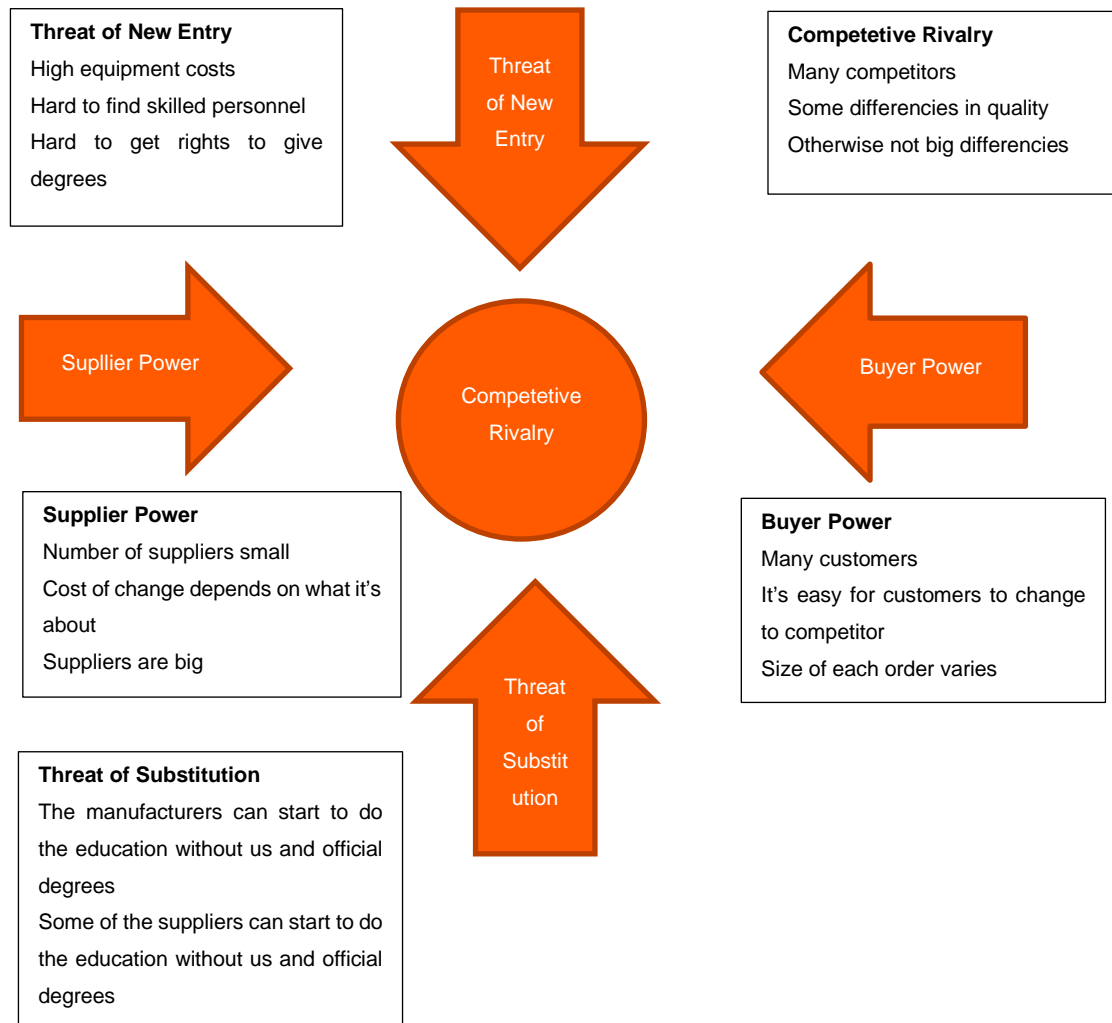 Threat of New Entry
High equipment costs
Hard to find skilled personnel
Hard to get rights to give
degrees
Threat
of New
Entry
Competetive Rivalry
Many competitors
Some differencies in quality
Otherwise not big differencies
Supllier Power
Competetive
Rivalry
Buyer Power
Supplier Power
Number of suppliers small
Cost of change depends on what it’s
about
Suppliers are big
Buyer Power
Many customers
It’s easy for customers to change
to competitor
Size of each order varies
Threat
of
Substit
ution
Threat of Substitution
The manufacturers can start to do
the education without us and official
degrees
Some of the suppliers can start to do
the education without us and official
degrees